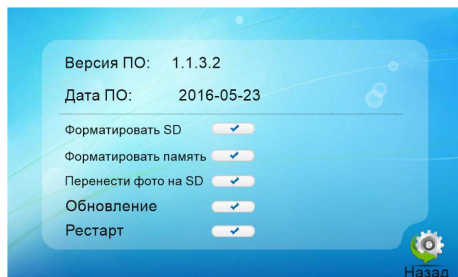 Версия ПО: 1.1.3.2
Дата ПО: 2016-05-23
Форматировать SD
Форматировать память
Перенести фото на SD
Обновление
Рестарт
Назад